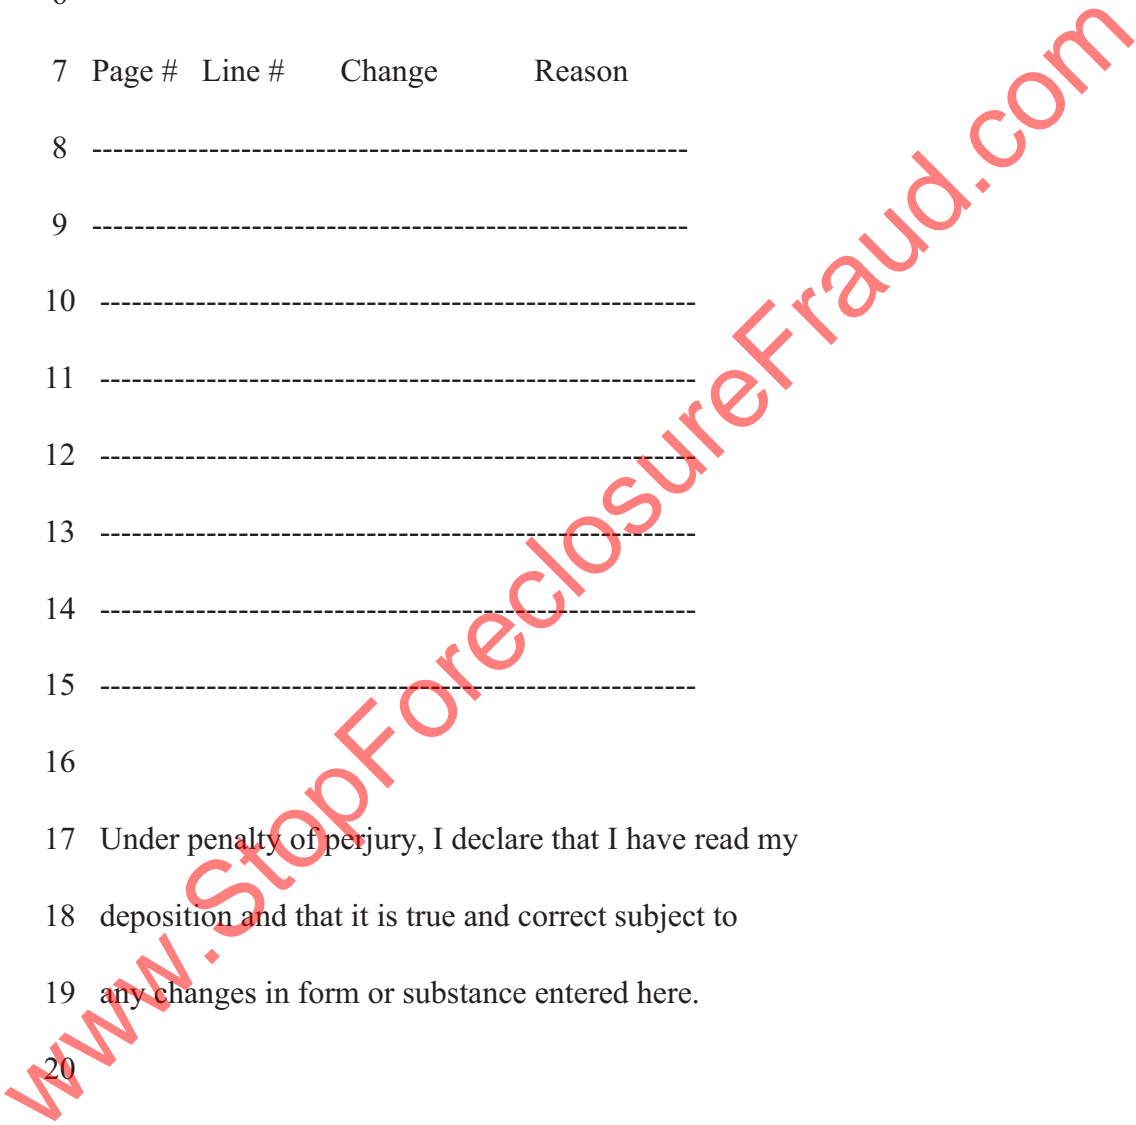 7 Page # Line # Change Reason
8 --------------------------------------------------------
9 --------------------------------------------------------
10 --------------------------------------------------------
11 --------------------------------------------------------
12 --------------------------------------------------------
13 --------------------------------------------------------
14 --------------------------------------------------------
15 --------------------------------------------------------
16
17 Under penalty of perjury, I declare that I have read my
18 deposition and that it is true and correct subject to
19 any changes in form or substance entered here.
20
www.StopForeclosureFraud.com